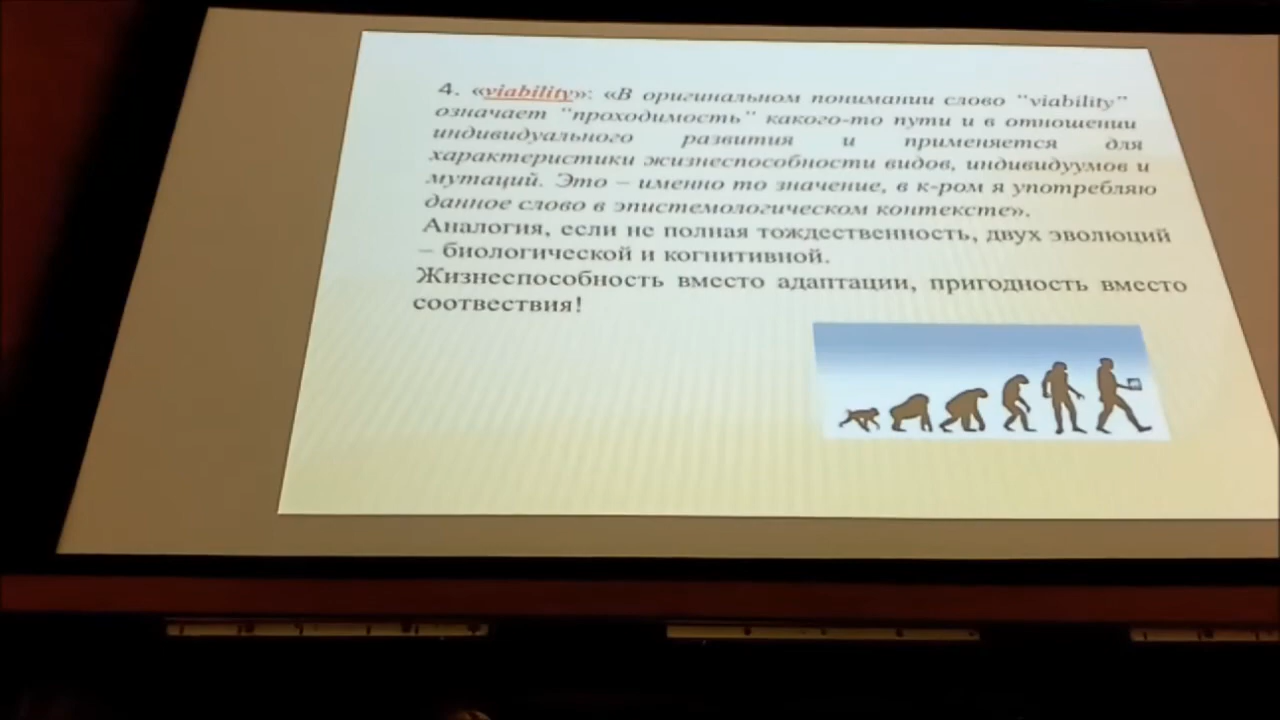 4. «viability»: «В оригинальном понимании слово "viability"
означает "проходимость" какого-то пути и в отношении
индивидуального развития и применяется для
характеристики жизнеспособности видов, индивидуумов и
мутаций. Это – именно то значение, в к-ром я употребляю
данное слово в эпистемологическом контексте».
Аналогия, если не полная тождественность, двух эволюций
– биологической и когнитивной.
Жизнеспособность вместо адаптации, пригодность вместо
соотвествия!